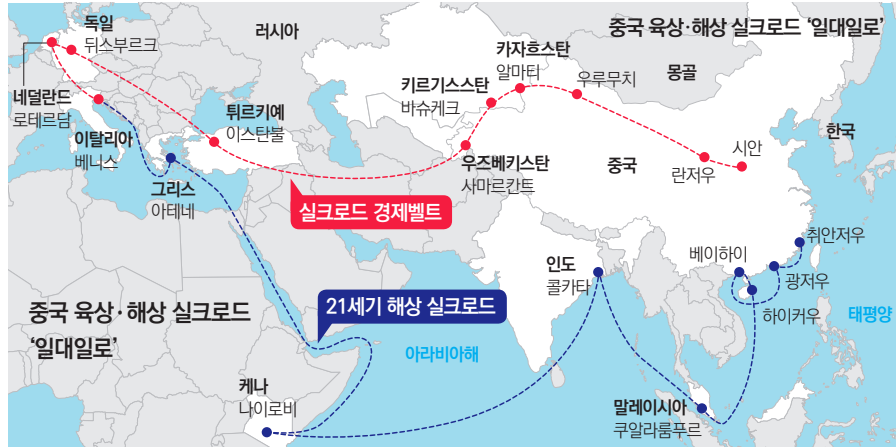 중국 육상·해상 실크로드 ‘일대일로’
독일
뒤스부르크
러시아
카자흐스탄
알마티
몽골
네덜란드
로테르담
키르기스스탄
바슈케크
우루무치
튀르키예
이스탄불
이탈리아
베니스
한국
시안
우즈베키스탄
사마르칸트
중국
란저우
그리스
아테네
실크로드 경제벨트
취안저우
베이하이
인도
콜카타
광저우
중국 육상·해상 실크로드
‘일대일로’
21세기 해상 실크로드
하이커우
태평양
아라비아해
케냐
나이로비
말레이시아
쿠알라룸푸르